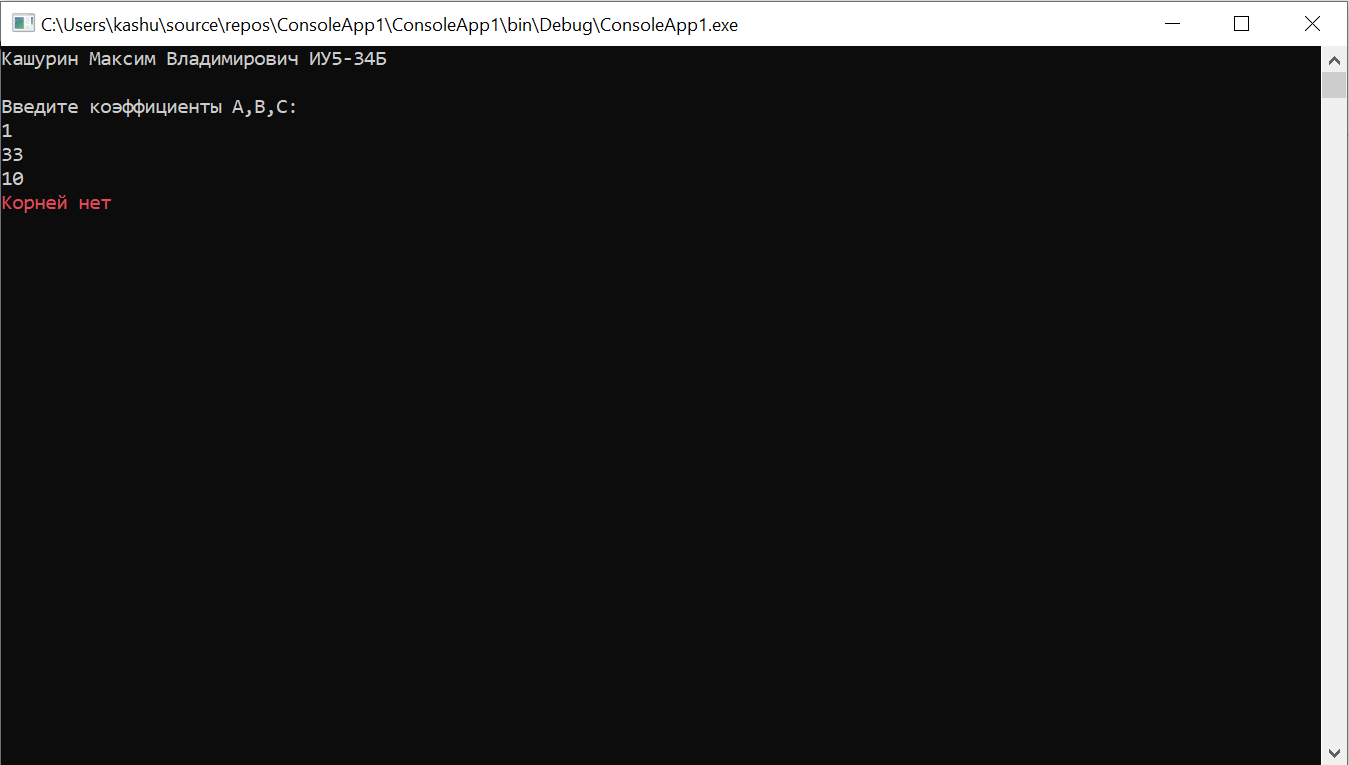 C:\Users\kashu\source\repos\ConsoleApp1\ConsoleApp1\bin\Debug\ConsoleApp1.exe
Кашурин Максим Владимирович ИУ5-34Б
Введите коэффициенты А,В,С:
1
33
10
Корней нет